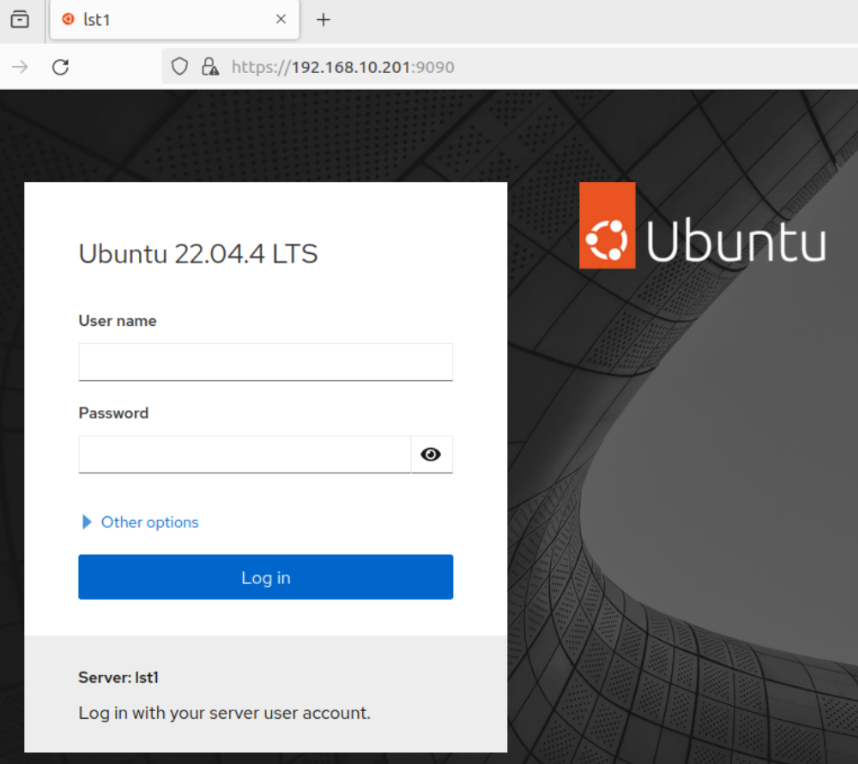 lst1
https://192.168.10.201:9090
Ubuntu 22.04.4 LTS
Ubuntu
User name
Password
Other options
Log in
Server: lst1
Log in with your server user account.